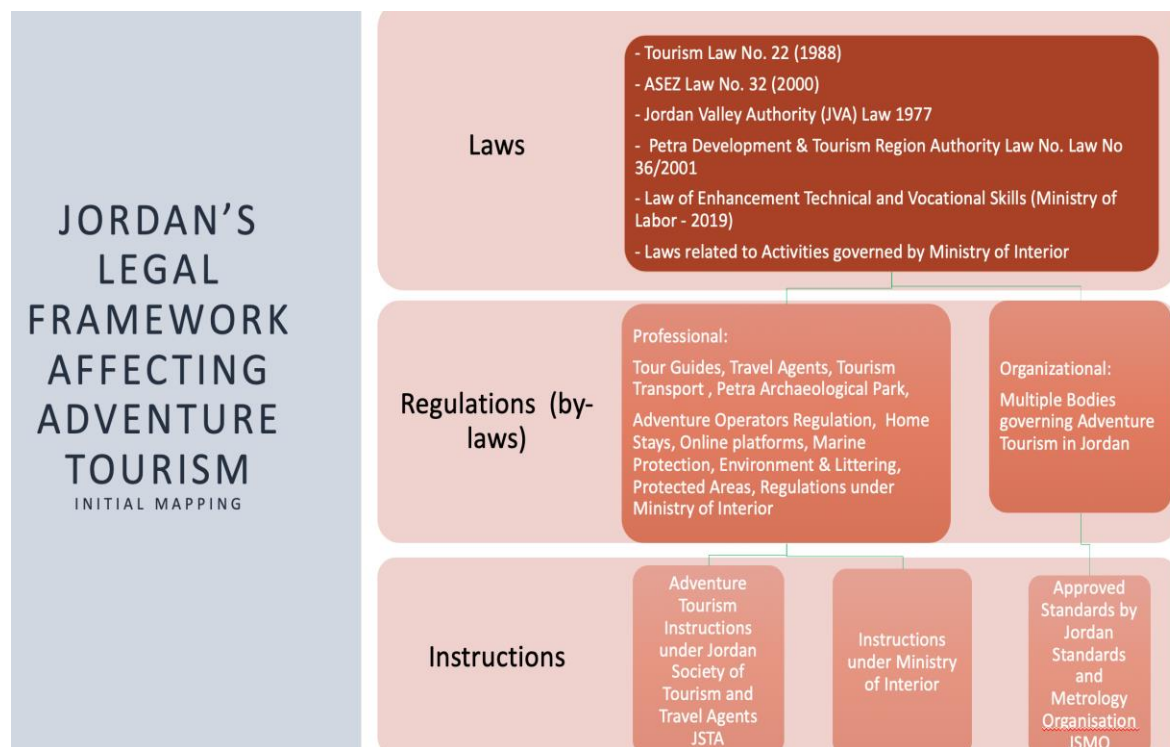 JORDAN'S
LEGAL
FRAMEWORK
AFFECTING
ADVENTURE
TOURISM
INITIAL MAPPING
Laws
- Tourism Law No. 22 (1988)
- ASEZ Law No. 32 (2000)
- Jordan Valley Authority (JVA) Law 1977
- Petra Development & Tourism Region Authority Law No. Law No
36/2001
- Law of Enhancement Technical and Vocational Skills (Ministry of
Labor - 2019)
- Laws related to Activities governed by Ministry of Interior
Regulations (by-
laws)
Professional:
Tour Guides, Travel Agents, Tourism
Transport , Petra Archaeological Park,
Adventure Operators Regulation, Home
Stays, Online platforms, Marine
Protection, Environment & Littering,
Protected Areas, Regulations under
Ministry of Interior
Organizational:
Multiple Bodies
governing Adventure
Tourism in Jordan
Instructions
Adventure
Tourism
Instructions
under Jordan
Society of
Tourism and
Travel Agents
JSTA
Instructions
under Ministry
of Interior
Approved
Standards by
Jordan
Standards
and
Metrology
Organisation
JSMO